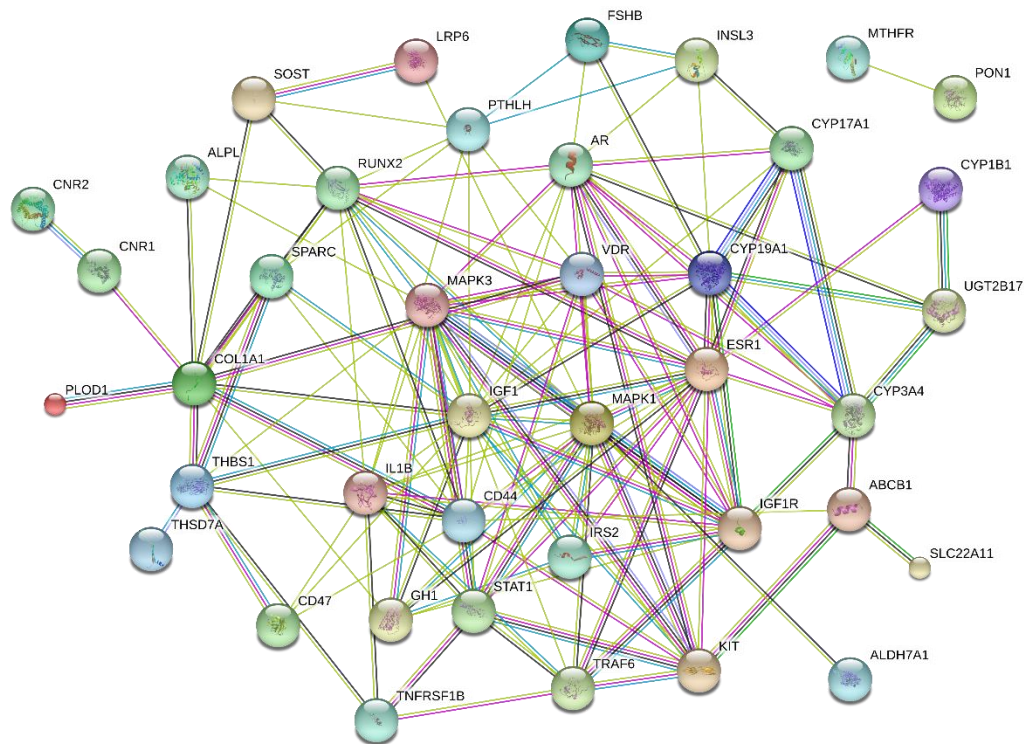 FSHB
INSL3
MTHFR
LRP6
SOST
PON1
PTHLH
CYP17A1
AR
ALPL
RUNX2
CYP1B1
CNR2
CNR1
SPARC
VDR
CYP19A1
MAPK3
UGT2B17
ESR1
COL1A1
PLOD1
IGF1
MAPK1
CYP3A4
THBS1
IL1B
CD44
IGF1R
ABCB1
THSD7A
IRS2
SLC22A11
CD47
GH1
STAT1
KIT
TRAF6
ALDH7A1
TNFRSF1B